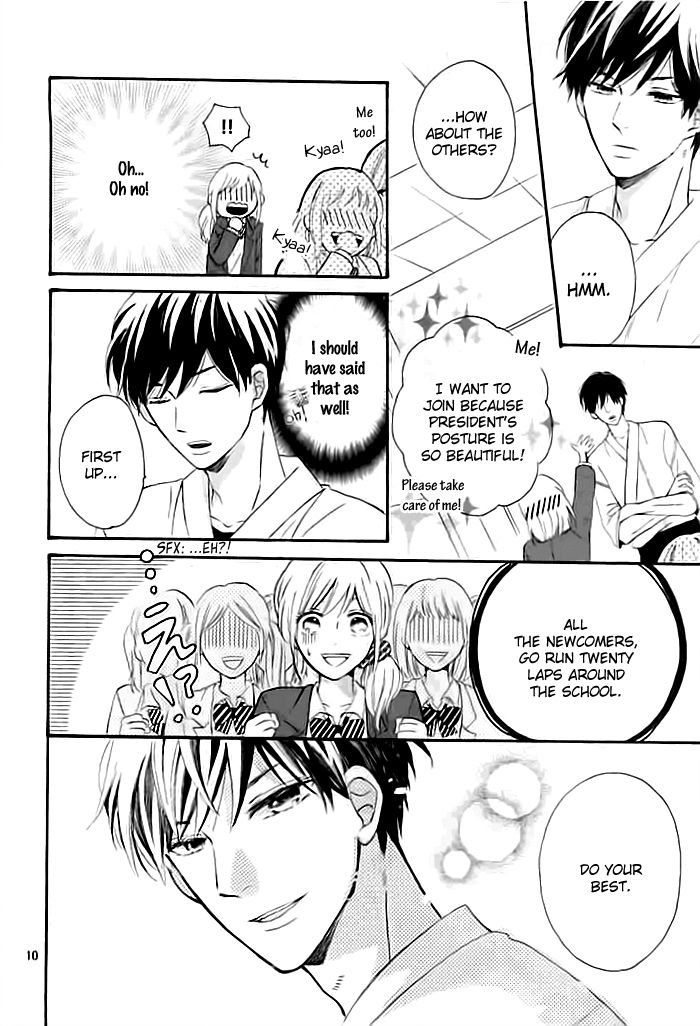 ...
HMM.
...HOW
ABOUT THE
OTHERS?
Me
too!
Kyaa!
Kyaa!
!!
Oh...
Oh no!
Me!
I WANT TO
JOIN BECAUSE
PRESIDENT'S
POSTURE IS
SO BEAUTIFUL!
Please take
care of me!
I should
have said
that as
well!
FIRST
UP...
ALL
THE NEWCOMERS,
GO RUN TWENTY
LAPS AROUND
THE SCHOOL.
SFX: ...EH?!
え?!
DO YOUR
BEST.
10